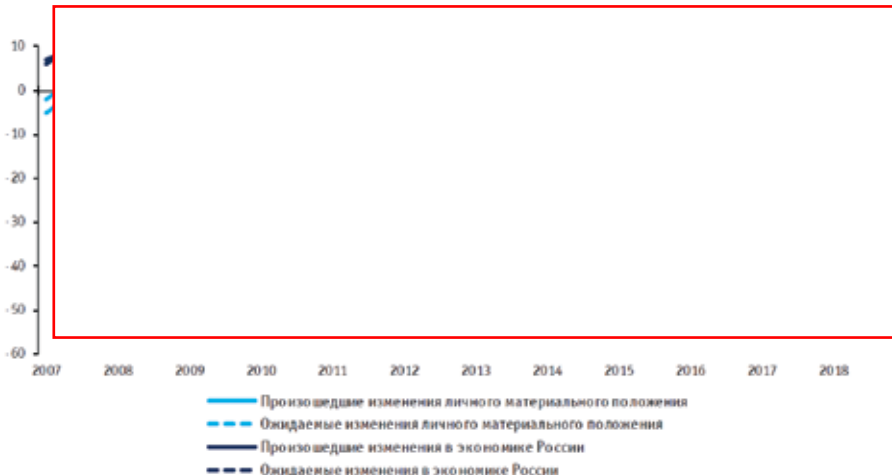 10
0
-10
-20
-30
-40
-50
-60
2007 2008 2009 2010 2011 2012 2013 2014 2015 2016 2017 2018
Произошедшие изменения личного материального положения
Ожидаемые изменения личного материального положения
Произошедшие изменения в экономике России
Ожидаемые изменения в экономике России